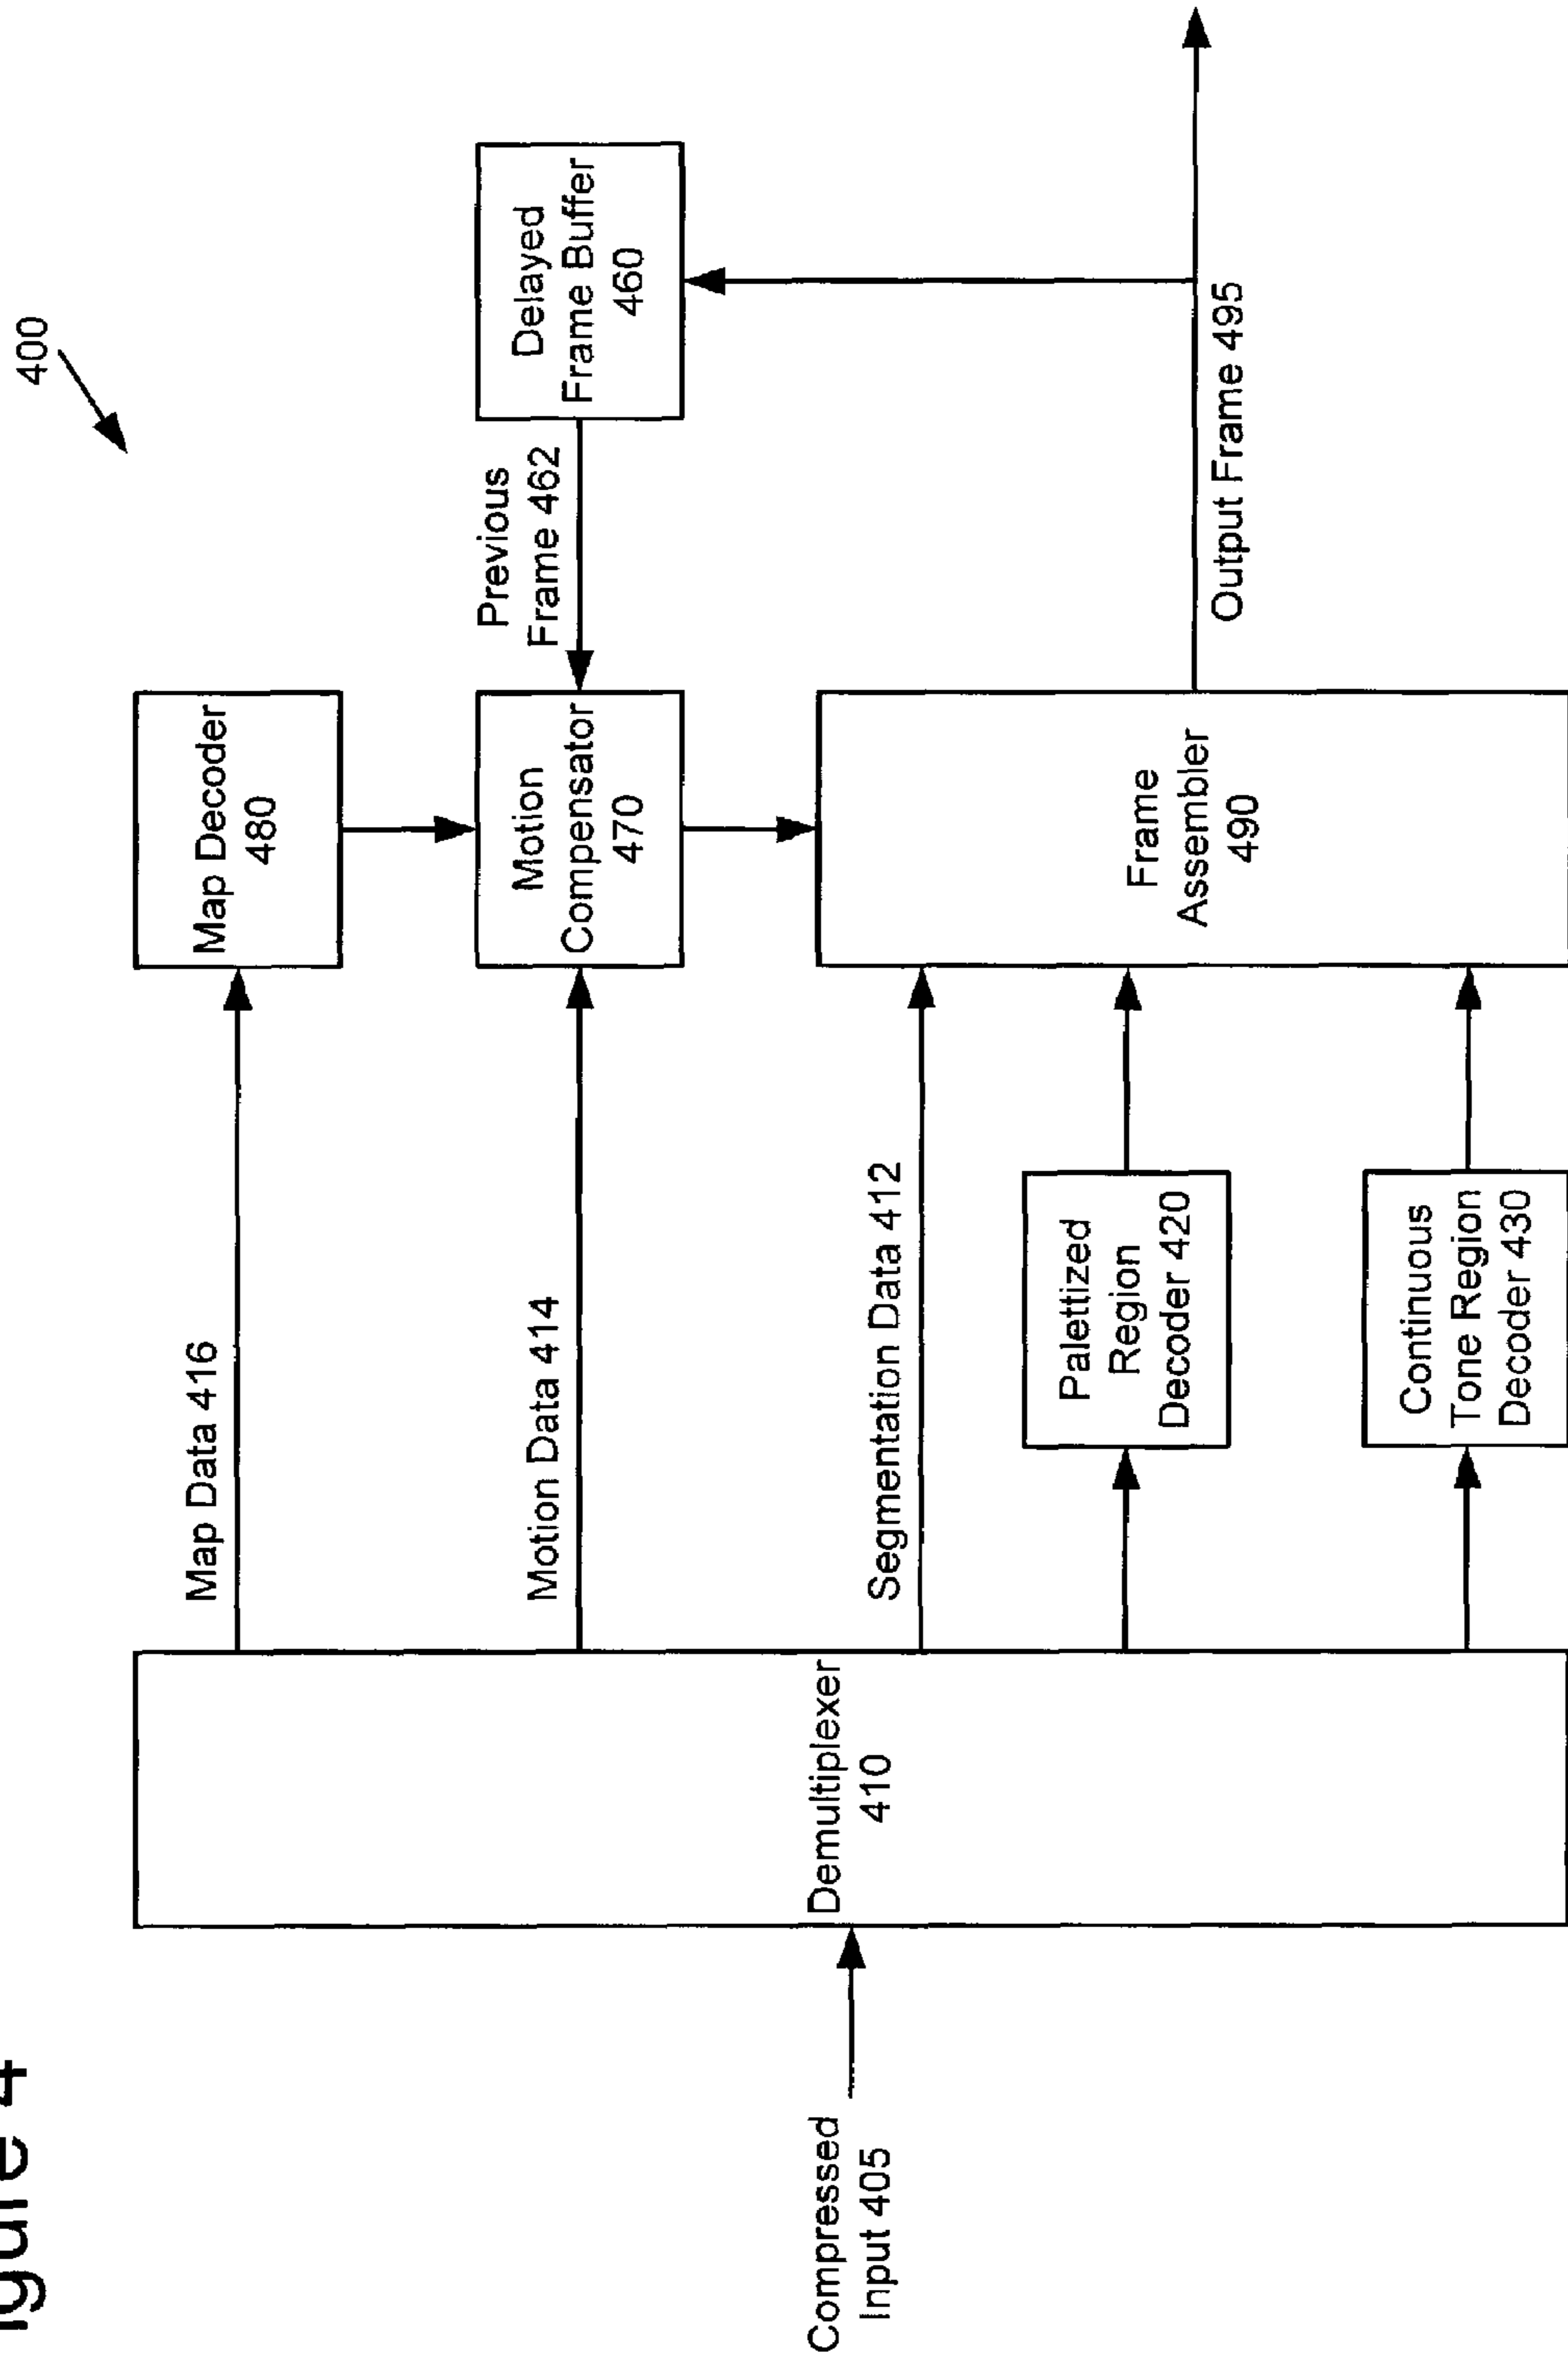 igure 4
400
Compressed
Input 405
Demultiplexer
410
Map Data 416
Motion Data 414
Segmentation Data 412
Palettized
Region
Decoder 420
Continuous
Tone Region
Decoder 430
Map Decoder
480
Motion
Compensator
470
Frame
Assembler
490
Previous
Frame 462
Delayed
Frame Buffer
460
Output Frame 495